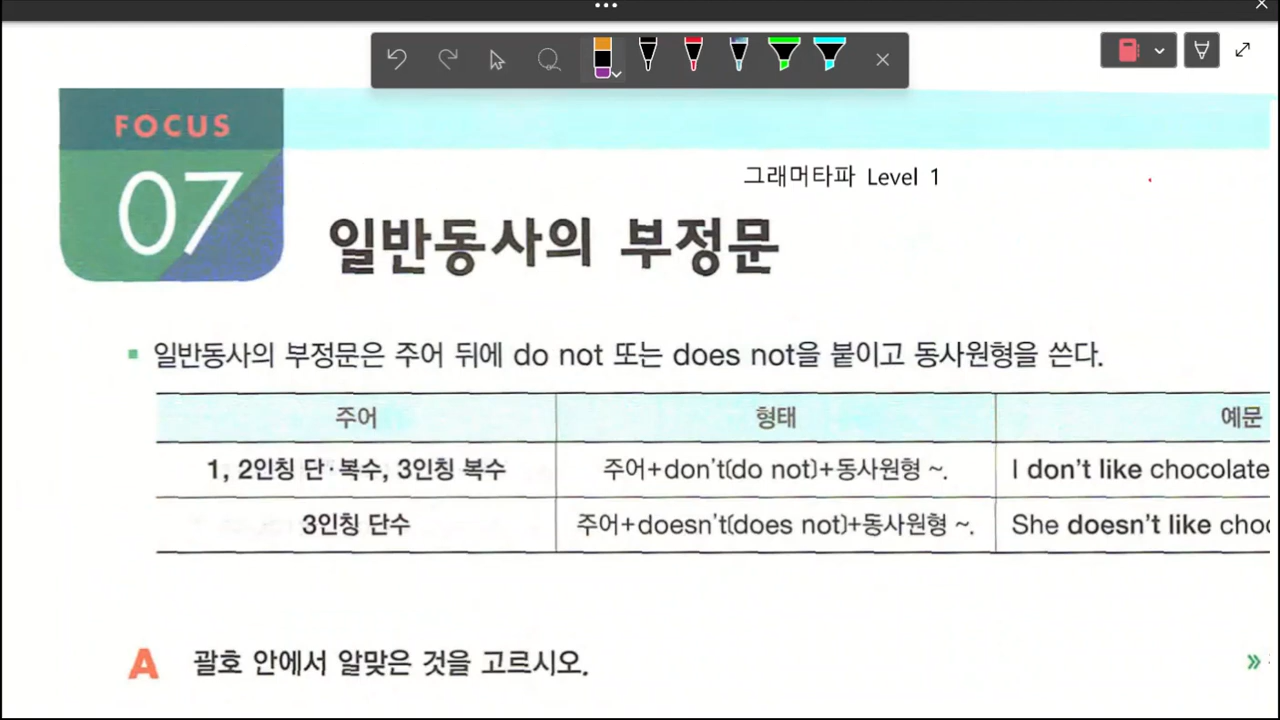 FOCUS
07
그래머타파 Level 1
일반동사의 부정문
▪ 일반동사의 부정문은 주어 뒤에 do not 또는 does not을 붙이고 동사원형을 쓴다.
주어 형태 예문
1, 2인칭 단·복수, 3인칭 복수 주어+don't(do not)+동사원형 ~. I don't like chocolate
3인칭 단수 주어+doesn't(does not)+동사원형 ~. She doesn't like choc
A 괄호 안에서 알맞은 것을 고르시오. »